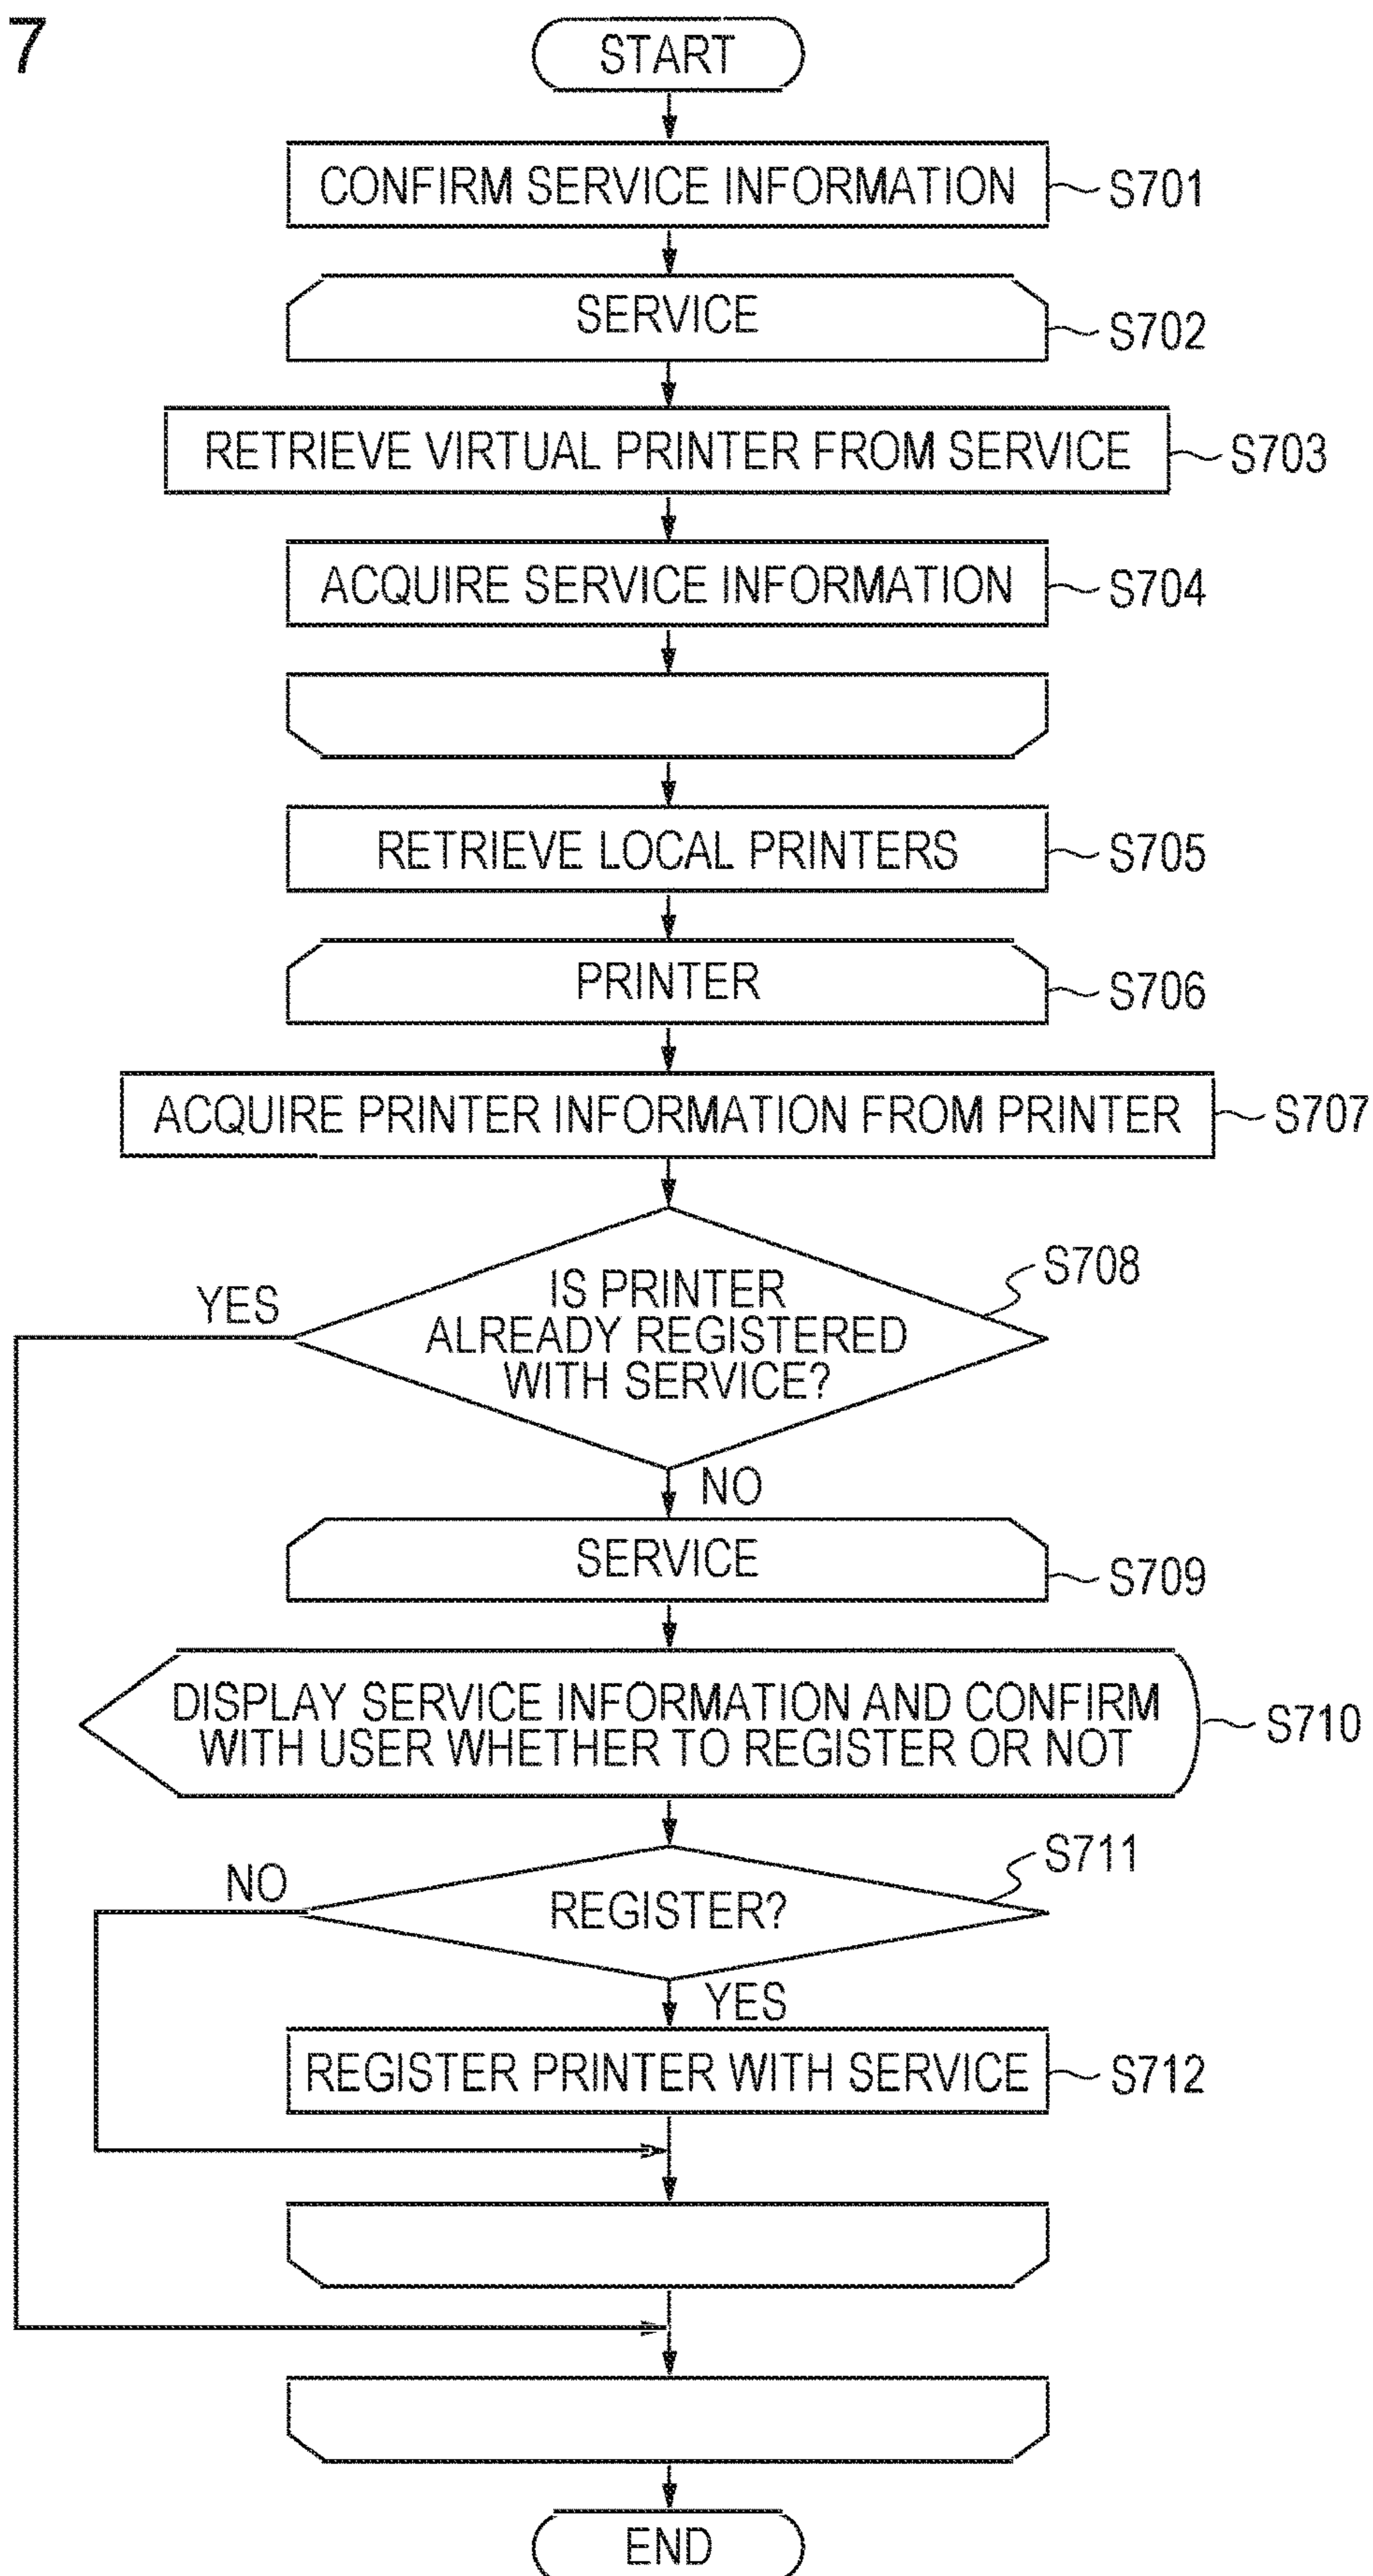 7
START
CONFIRM SERVICE INFORMATION
S701
SERVICE
S702
RETRIEVE VIRTUAL PRINTER FROM SERVICE
S703
ACQUIRE SERVICE INFORMATION
S704
RETRIEVE LOCAL PRINTERS
S705
PRINTER
S706
ACQUIRE PRINTER INFORMATION FROM PRINTER
S707
S708
YES
IS PRINTER
ALREADY REGISTERED
WITH SERVICE?
NO
SERVICE
S709
DISPLAY SERVICE INFORMATION AND CONFIRM
WITH USER WHETHER TO REGISTER OR NOT
S710
S711
NO
REGISTER?
YES
REGISTER PRINTER WITH SERVICE
S712
END